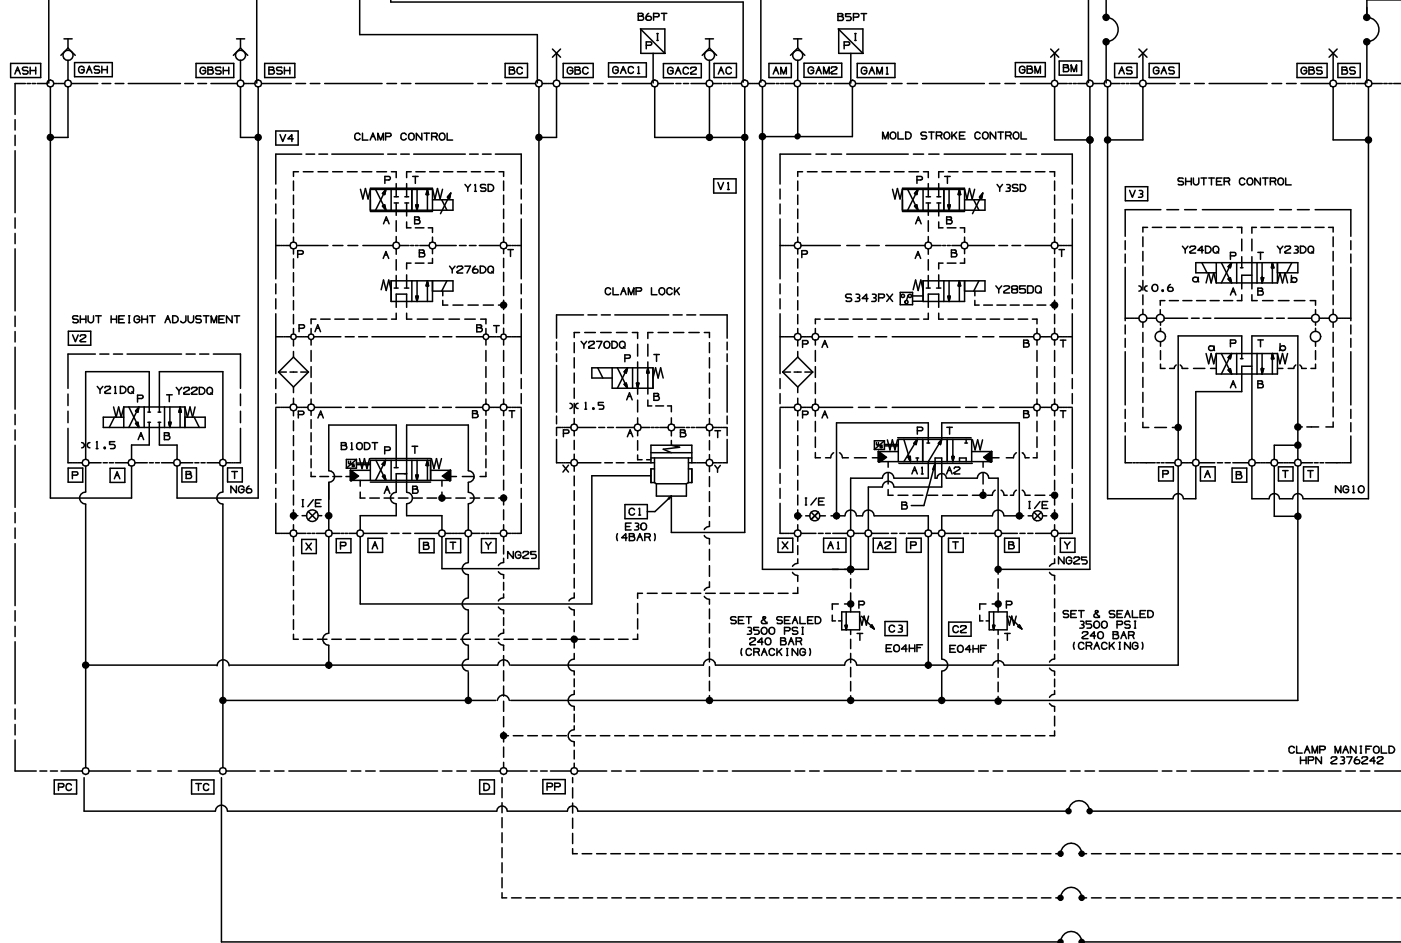 B6PT
B5PT
I
P
I
P
ASH
GASH
GBSH
BSH
BC
GBC
GAC1
GAC2
AC
AM
GAM2
GAM1
GBM
BM
AS
GAS
GBS
BS
V4
CLAMP CONTROL
MOLD STROKE CONTROL
P T
Y1SD
A B
V1
P T
Y3SD
A B
SHUTTER CONTROL
V3
P A B T
Y276DQ
P A B T
Y24DQ P T Y23DQ
a b
A B
0.6
CLAMP LOCK
S343PX
Y285DQ
SHUT HEIGHT ADJUSTMENT
V2
P A B T
P A B T
Y270DQ
P T
A B
1.5
a P T b
A B
Y21DQ P T Y22DQ
A B
1.5
P A B T
P A B T
P A B T
B10DT P T
A B
X Y
T
A1 A2
B
P A B T
NG6
P A B T T
NG10
I/E
C1
E30
(4BAR)
I/E
I/E
X P A B T Y
NG25
X A1 A2 P T B Y
NG25
SET & SEALED
3500 PSI
240 BAR
(CRACKING)
P
T
C3
E04HF
C2
E04HF
P
T
SET & SEALED
3500 PSI
240 BAR
(CRACKING)
CLAMP MANIFOLD
HPN 2376242
PC
TC
D
PP